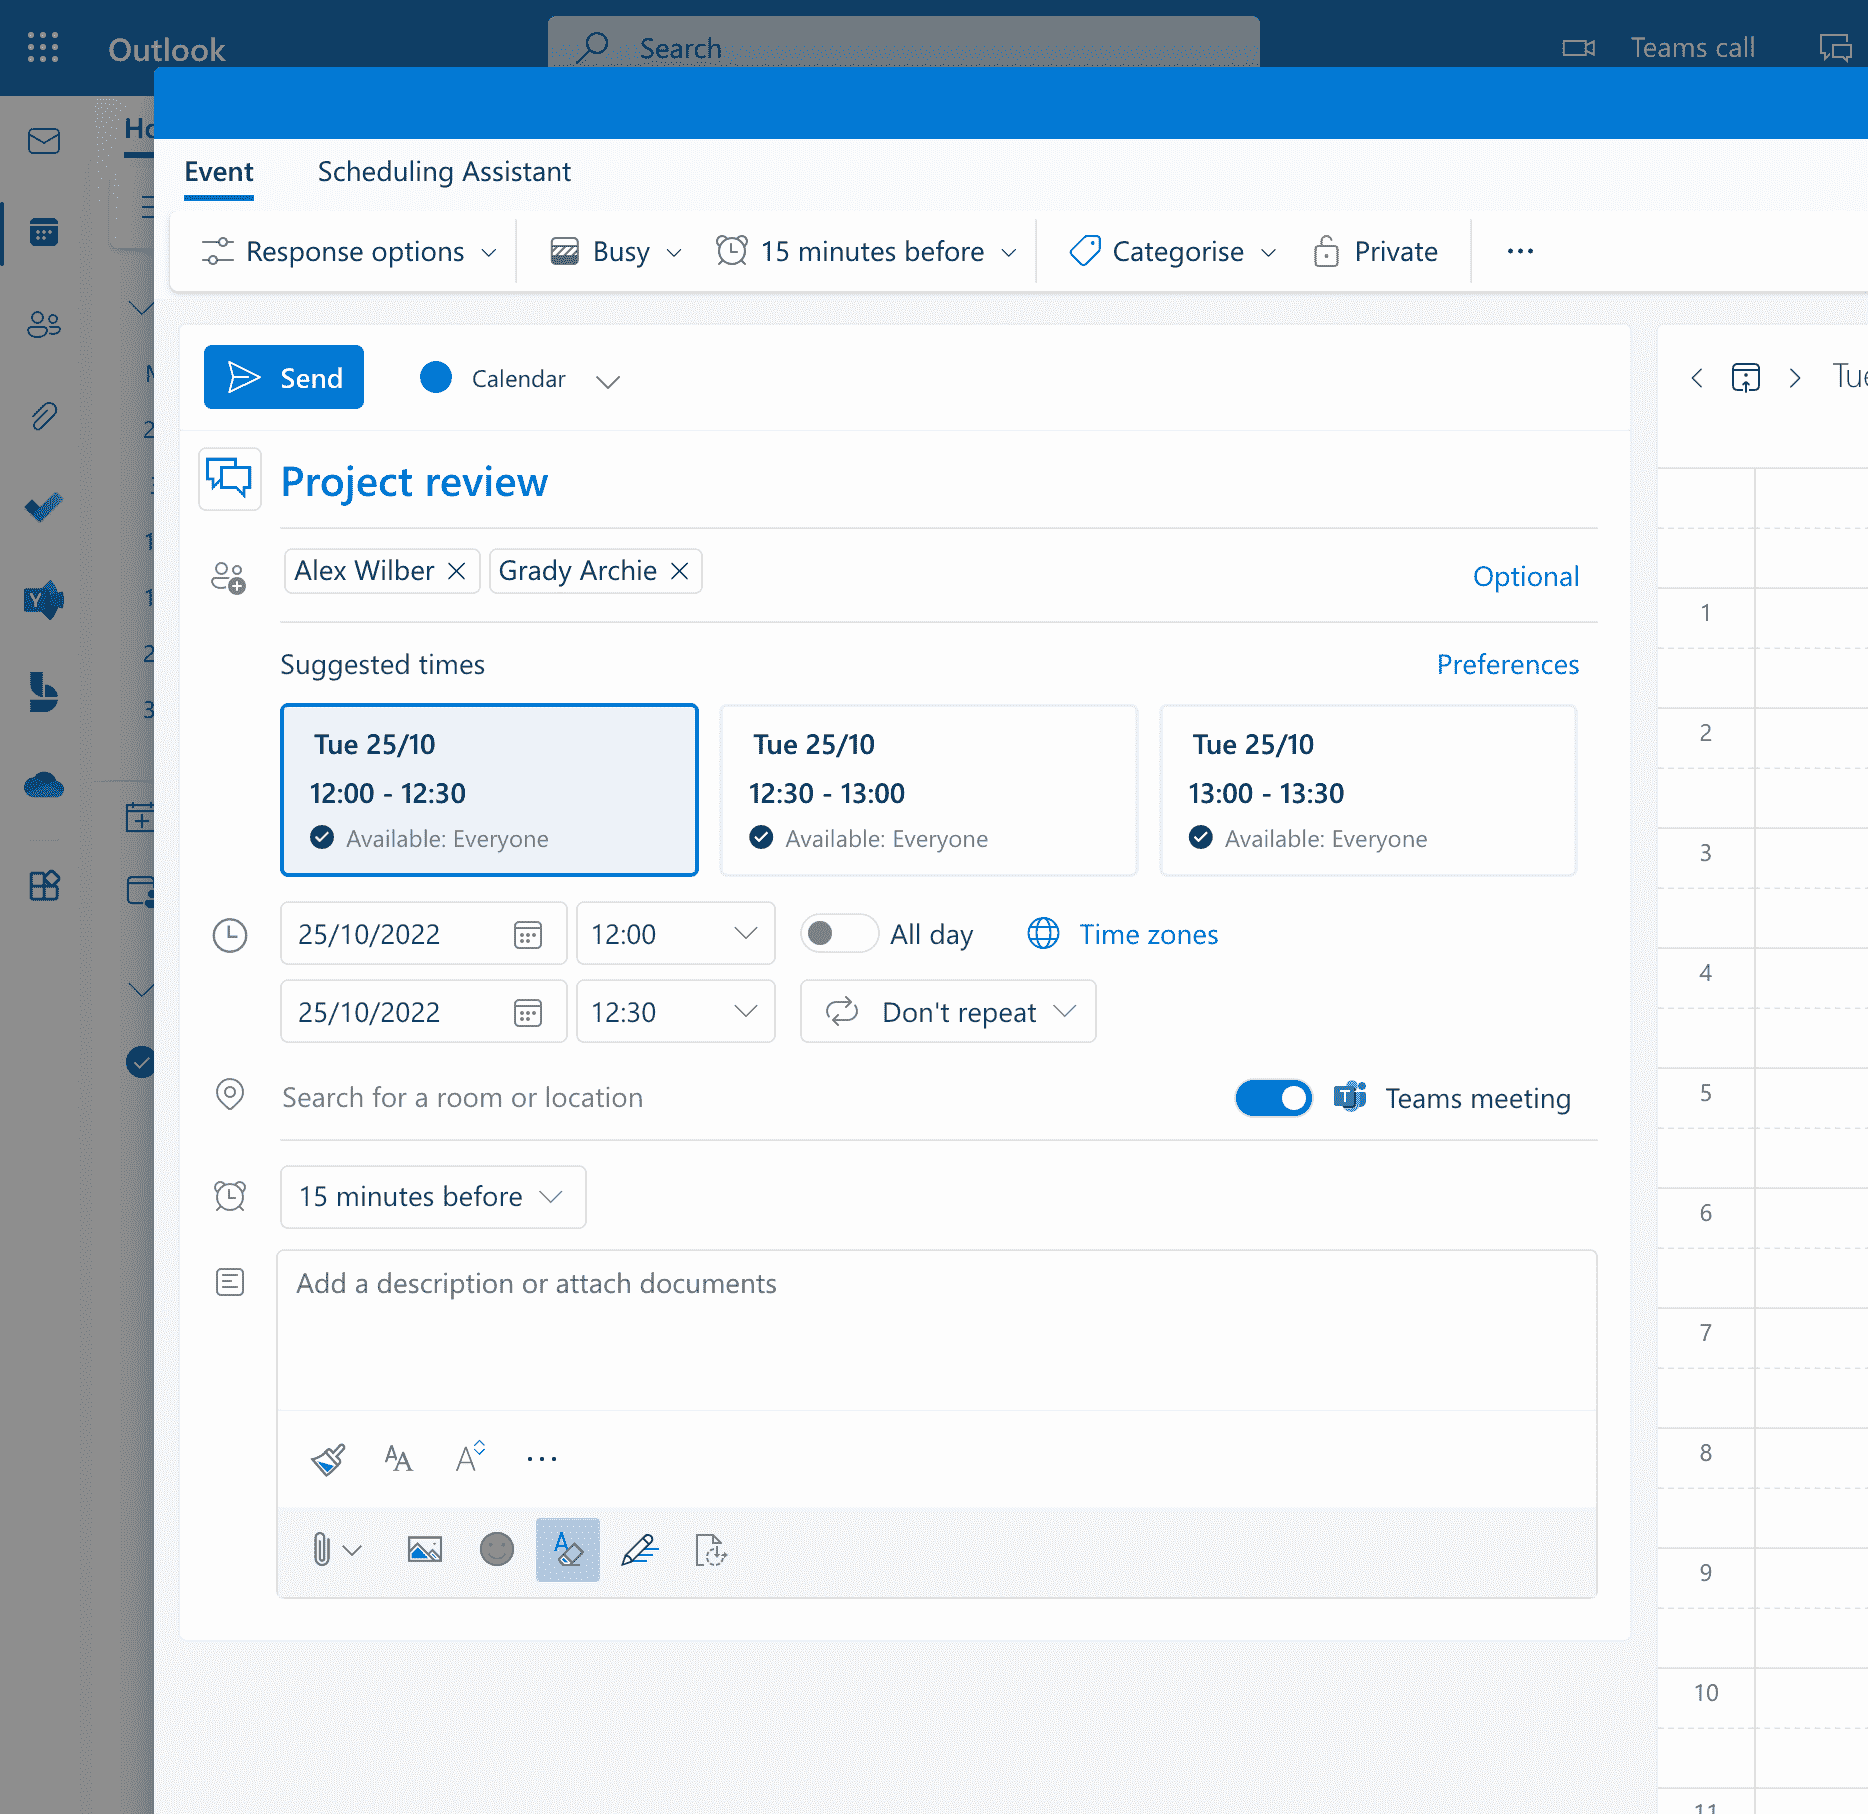 Outlook
Search
Teams call
Event
Scheduling Assistant
Response options
Busy
15 minutes before
Categorise
Private
Send
Calendar
Tue
Project review
Alex Wilber
Grady Archie
Optional
Suggested times
Preferences
Tue 25/10
12:00 - 12:30
Available: Everyone
Tue 25/10
12:30 - 13:00
Available: Everyone
Tue 25/10
13:00 - 13:30
Available: Everyone
25/10/2022
12:00
All day
Time zones
25/10/2022
12:30
Don't repeat
Search for a room or location
Teams meeting
15 minutes before
Add a description or attach documents
1
2
3
4
5
6
7
8
9
10
11